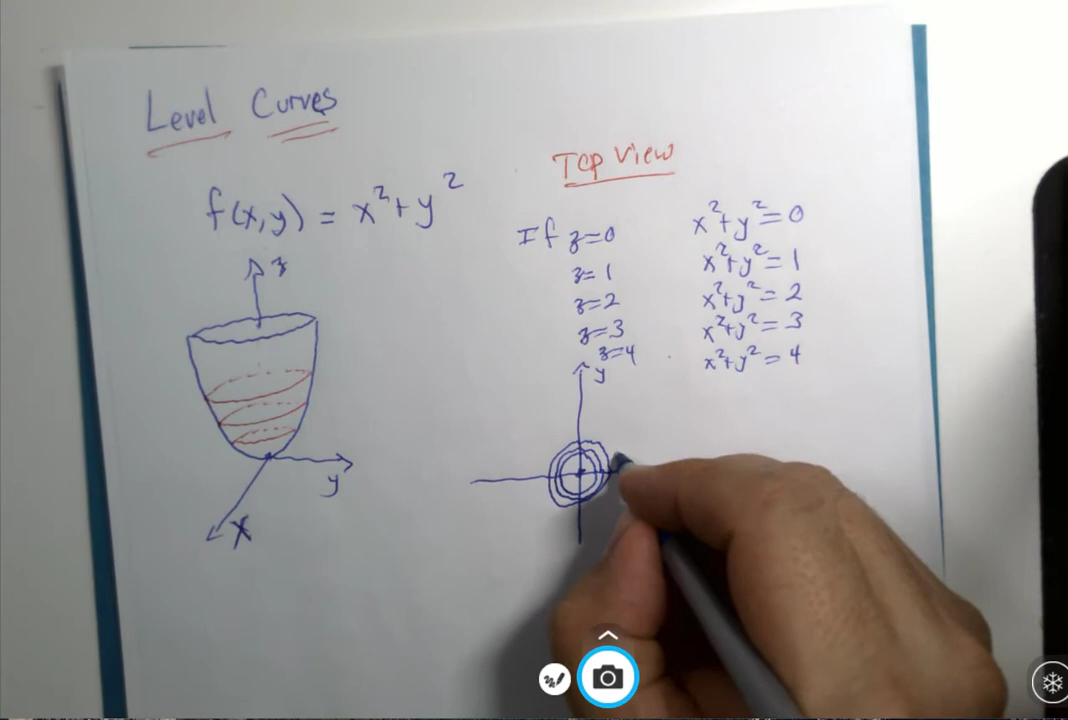 Level Curves
f(x,y) = x²+y²
z
y
x
Top View
If z=0 x²+y²=0
z=1 x²+y²=1
z=2 x²+y²=2
z=3 x²+y²=3
z=4 x²+y²=4
y